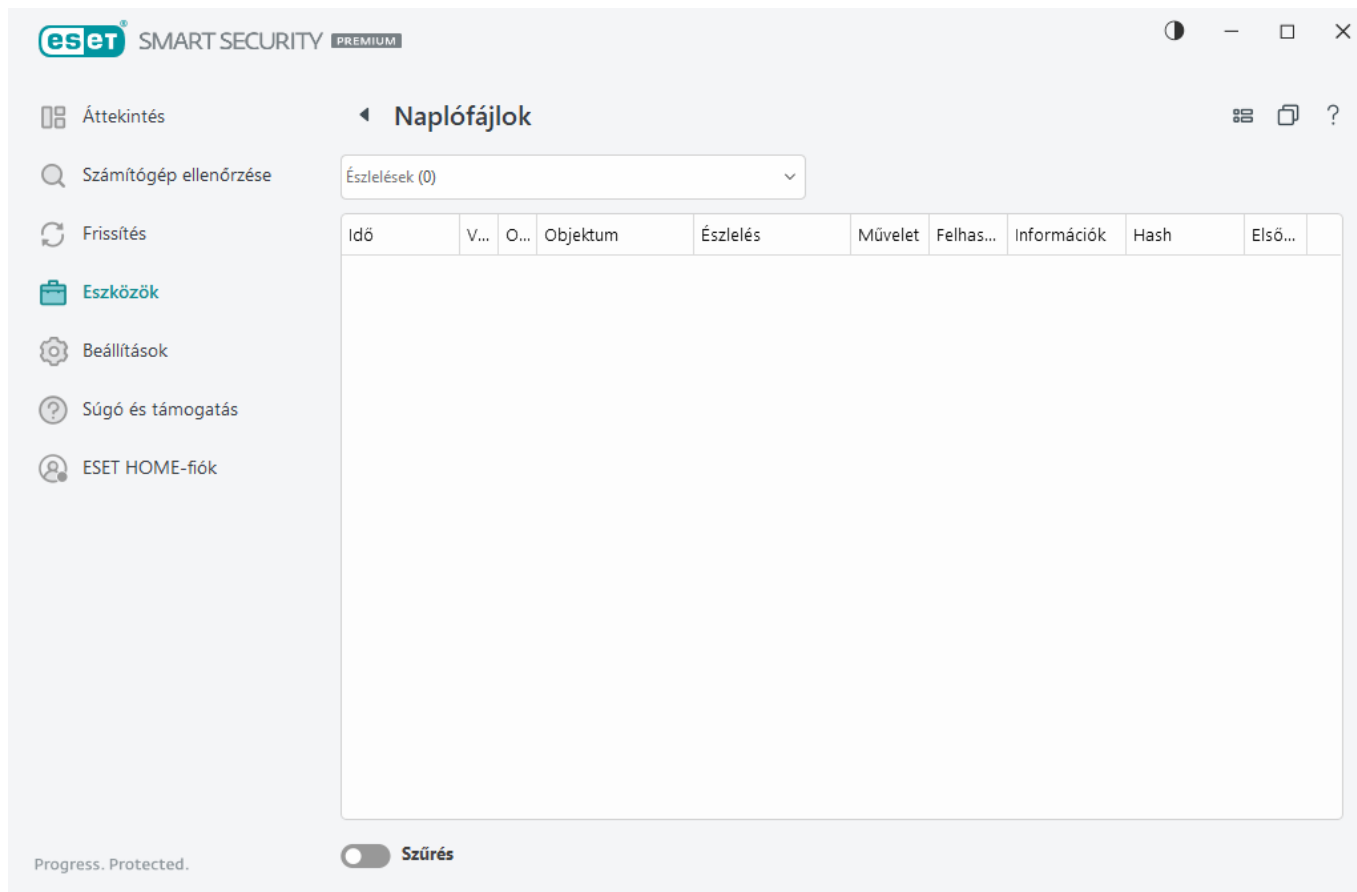 eset® SMART SECURITY PREMIUM
Áttekintés
Számítógép ellenőrzése
Frissítés
Eszközök
Beállítások
Súgó és támogatás
ESET HOME-fiók
Progress. Protected.
Naplófájlok
?
Észlelések (0)
Idő V... O... Objektum Észlelés Művelet Felhas... Információk Hash Első...
Szűrés